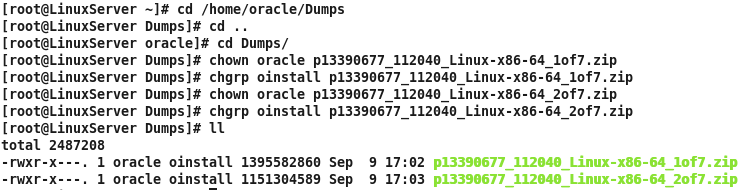 [root@LinuxServer ~]# cd /home/oracle/Dumps
[root@LinuxServer Dumps]# cd ..
[root@LinuxServer oracle]# cd Dumps/
[root@LinuxServer Dumps]# chown oracle p13390677_112040_Linux-x86-64_1of7.zip
[root@LinuxServer Dumps]# chgrp oinstall p13390677_112040_Linux-x86-64_1of7.zip
[root@LinuxServer Dumps]# chown oracle p13390677_112040_Linux-x86-64_2of7.zip
[root@LinuxServer Dumps]# chgrp oinstall p13390677_112040_Linux-x86-64_2of7.zip
[root@LinuxServer Dumps]# ll
total 2487208
-rwxr-x---. 1 oracle oinstall 1395582860 Sep  9 17:02 p13390677_112040_Linux-x86-64_1of7.zip
-rwxr-x---. 1 oracle oinstall 1151304589 Sep  9 17:03 p13390677_112040_Linux-x86-64_2of7.zip